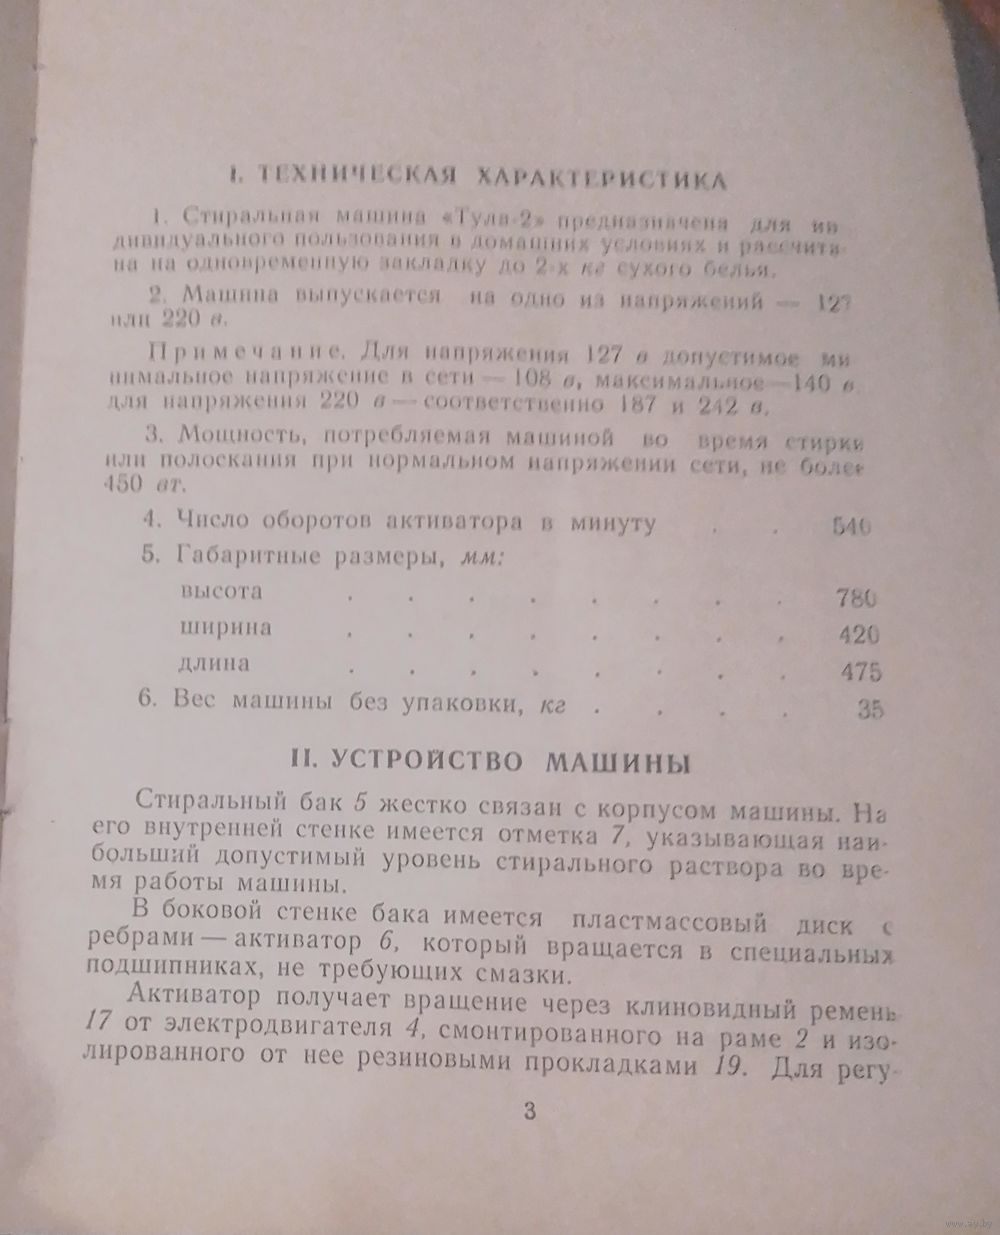 I. ТЕХНИЧЕСКАЯ ХАРАКТЕРИСТИКА
1. Стиральная машина «Тула-2» предназначена для ин
дивидуального пользования в домашних условиях и рассчита
на на одновременную закладку до 2-х кг сухого белья.
2. Машина выпускается на одно из напряжений — 127
или 220 в.
Примечание. Для напряжения 127 в допустимое ми
нимальное напряжение в сети — 108 в, максимальное — 140 в
для напряжения 220 в — соответственно 187 и 242 в.
3. Мощность, потребляемая машиной во время стирки
или полоскания при нормальном напряжении сети, не более
450 вт.
4. Число оборотов активатора в минуту . . 540
5. Габаритные размеры, мм:
высота . . . . . . . . 780
ширина . . . . . . . . 420
длина . . . . . . . . 475
6. Вес машины без упаковки, кг . . . . 35
II. УСТРОЙСТВО МАШИНЫ
Стиральный бак 5 жестко связан с корпусом машины. На
его внутренней стенке имеется отметка 7, указывающая наи-
больший допустимый уровень стирального раствора во вре-
мя работы машины.
В боковой стенке бака имеется пластмассовый диск с
ребрами — активатор 6, который вращается в специальных
подшипниках, не требующих смазки.
Активатор получает вращение через клиновидный ремень
17 от электродвигателя 4, смонтированного на раме 2 и изо-
лированного от нее резиновыми прокладками 19. Для регу-
3
www.ay.by